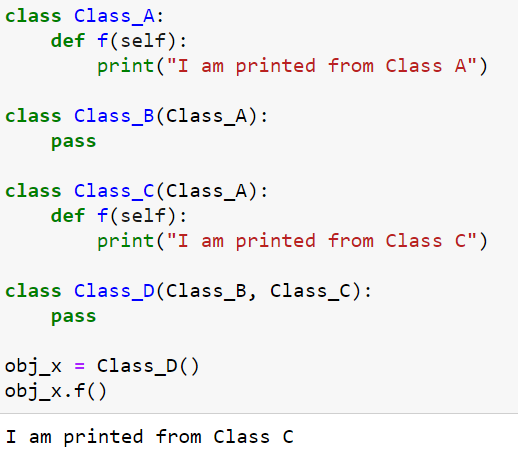 class Class_A:
    def f(self):
        print("I am printed from Class A")
class Class_B(Class_A):
    pass
class Class_C(Class_A):
    def f(self):
        print("I am printed from Class C")
class Class_D(Class_B, Class_C):
    pass
obj_x = Class_D()
obj_x.f()
I am printed from Class C